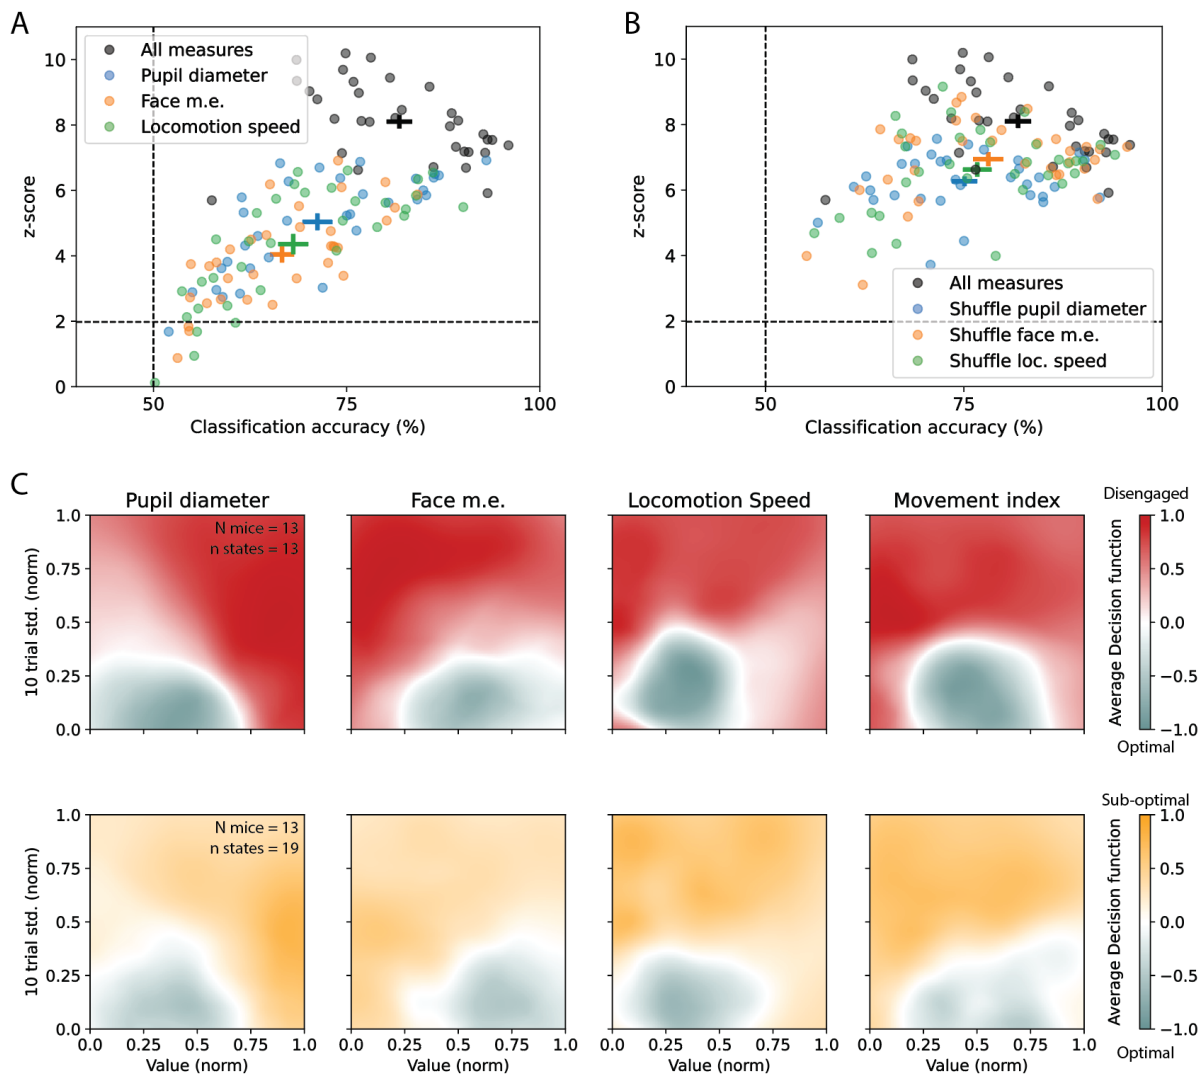 A
10
8
6
4
2
0
z-score
50
75
100
Classification accuracy (%)
All measures
Pupil diameter
Face m.e.
Locomotion speed
B
10
8
6
4
2
0
z-score
50
75
100
Classification accuracy (%)
All measures
Shuffle pupil diameter
Shuffle face m.e.
Shuffle loc. speed
C
Pupil diameter
Face m.e.
Locomotion Speed
Movement index
N mice = 13
n states = 13
1.0
0.75
0.5
0.25
0.0
10 trial std. (norm)
Disengaged
1.0
0.5
0.0
−0.5
−1.0
Average Decision function
Optimal
N mice = 13
n states = 19
1.0
0.75
0.5
0.25
0.0
10 trial std. (norm)
0.0 0.25 0.5 0.75 1.0
Value (norm)
0.0 0.25 0.5 0.75 1.0
Value (norm)
0.0 0.25 0.5 0.75 1.0
Value (norm)
0.0 0.25 0.5 0.75 1.0
Value (norm)
Sub-optimal
1.0
0.5
0.0
−0.5
−1.0
Average Decision function
Optimal